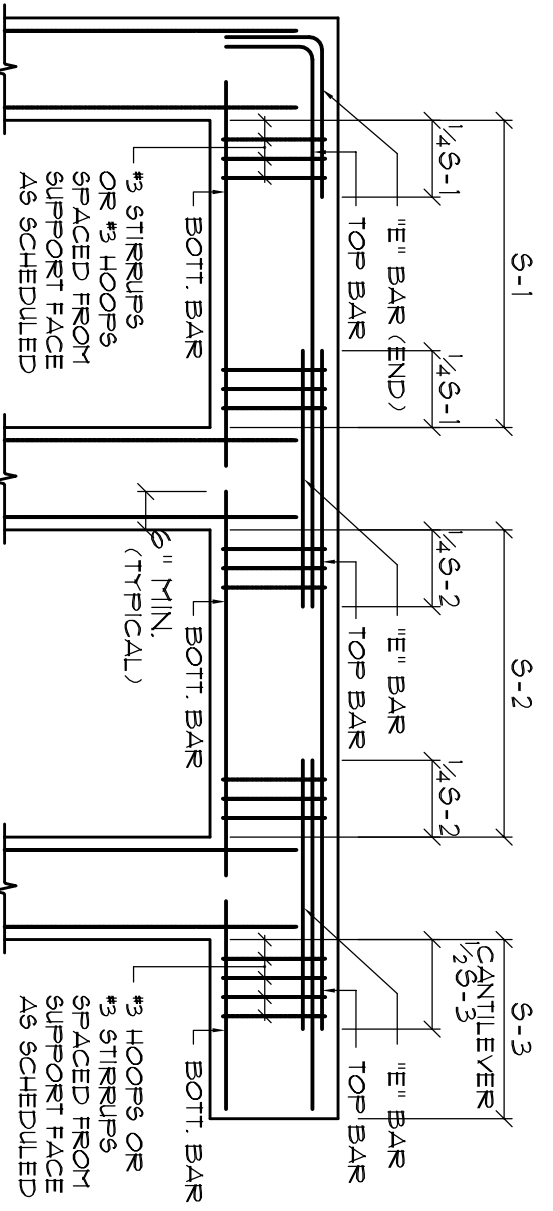 S-1
S-2
S-3
CANTILEVER
1/4S-1
1/4S-1
1/4S-2
1/4S-2
1/2S-3
"E" BAR (END)
TOP BAR
"E" BAR
TOP BAR
"E" BAR
TOP BAR
BOTT. BAR
BOTT. BAR
BOTT. BAR
#3 STIRRUPS
OR #3 HOOPS
SPACED FROM
SUPPORT FACE
AS SCHEDULED
6" MIN.
(TYPICAL)
#3 HOOPS OR
#3 STIRRUPS
SPACED FROM
SUPPORT FACE
AS SCHEDULED